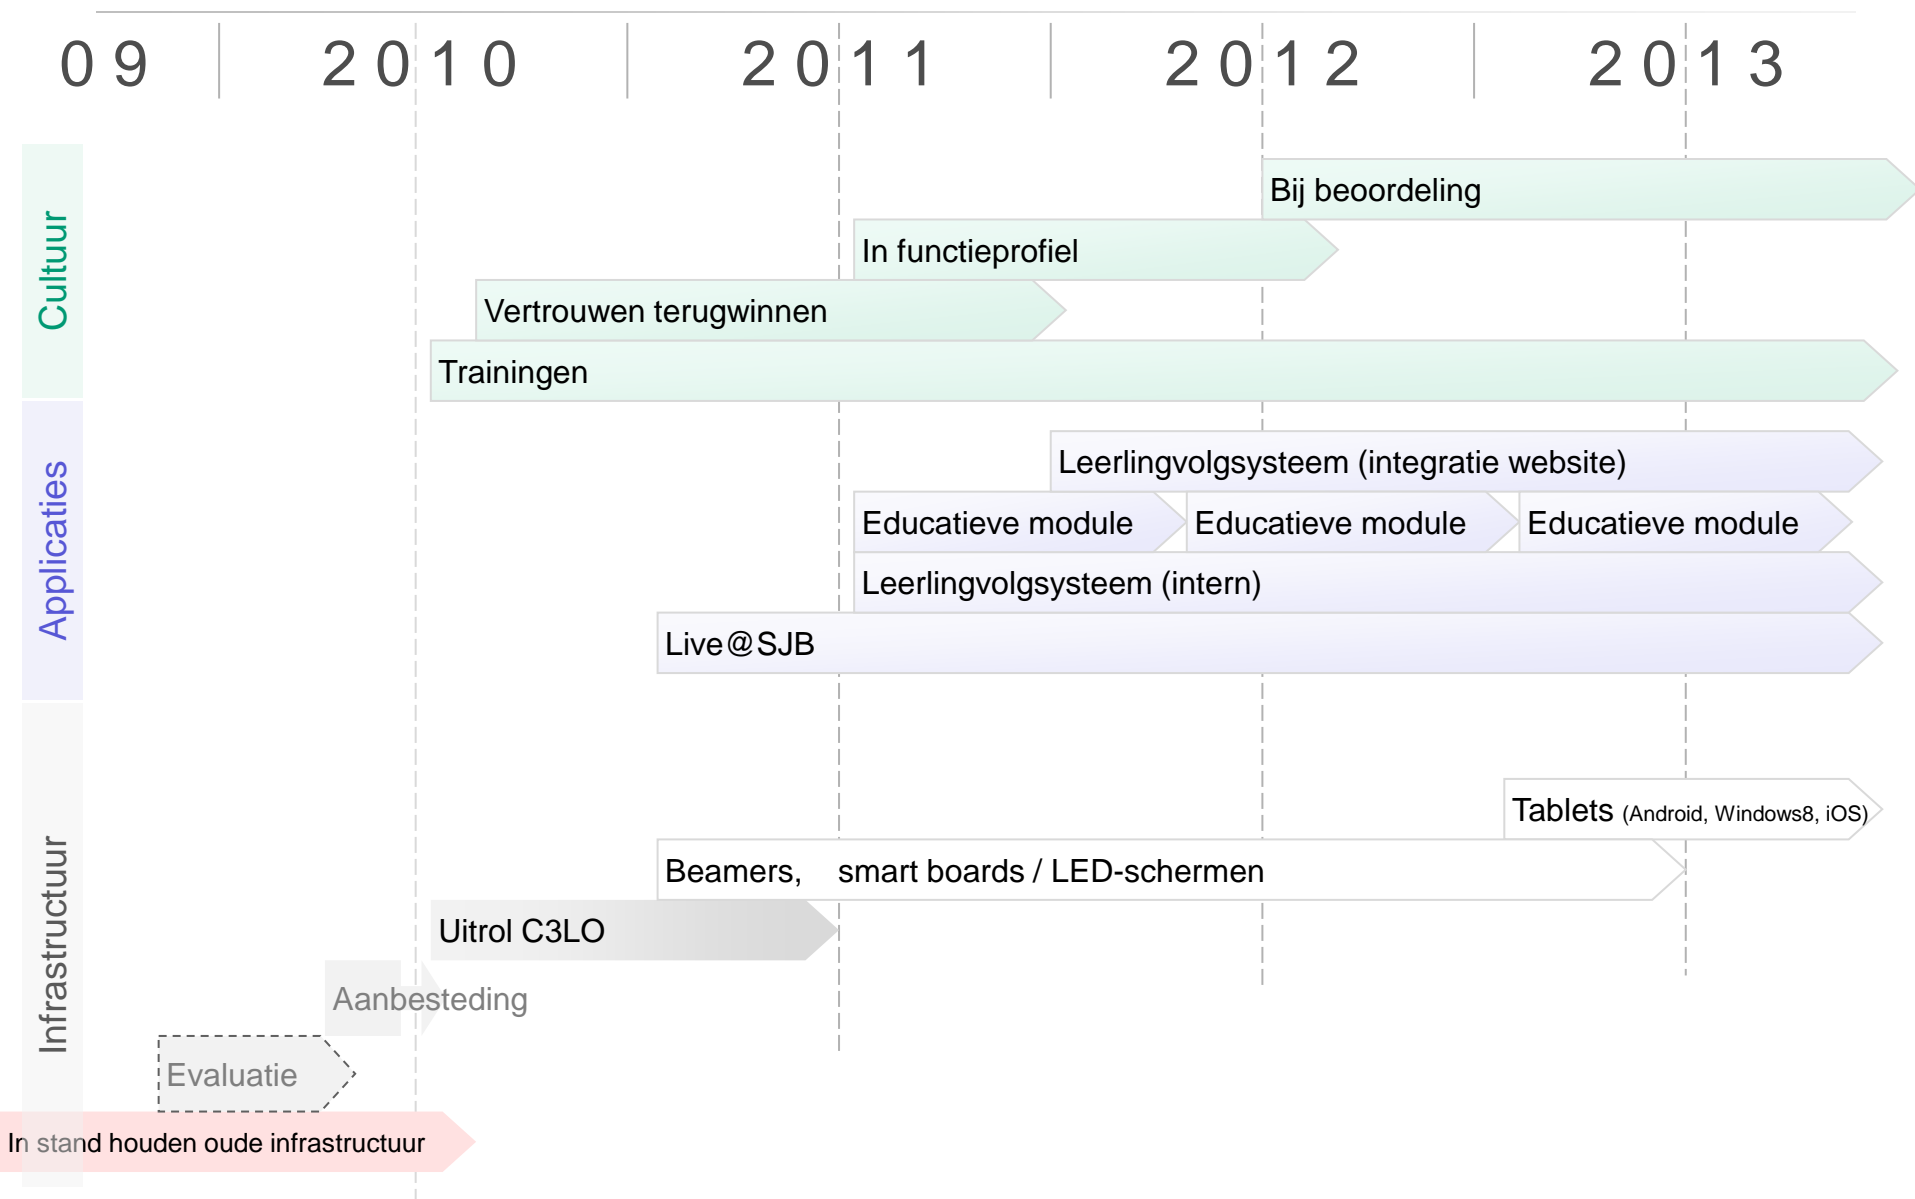 09 2010 2011 2012 2013
Cultuur
Bij beoordeling
In functieprofiel
Vertrouwen terugwinnen
Trainingen
Applicaties
Leerlingvolgsysteem (integratie website)
Educatieve module Educatieve module Educatieve module
Leerlingvolgsysteem (intern)
Live@SJB
Infrastructuur
Tablets (Android, Windows8, iOS)
Beamers, smart boards / LED-schermen
Uitrol C3LO
Aanbesteding
Evaluatie
In stand houden oude infrastructuur